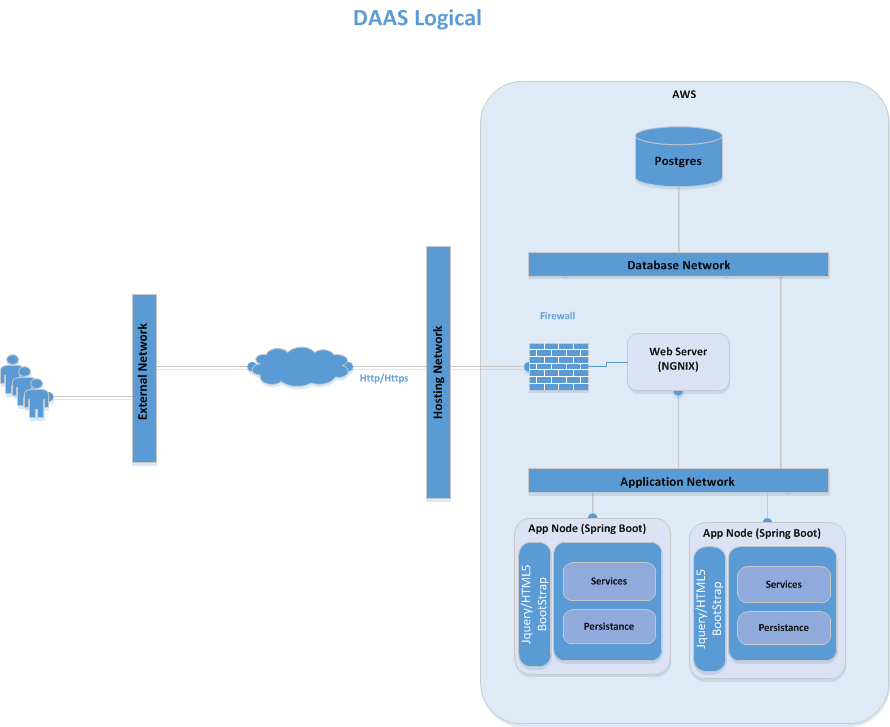 DAAS Logical
AWS
Postgres
Database Network
Firewall
Web Server
(NGNIX)
External Network
Http/Https
Hosting Network
Application Network
App Node (Spring Boot)
Jquery/HTML5
BootStrap
Services
Persistance
App Node (Spring Boot)
Jquery/HTML5
BootStrap
Services
Persistance